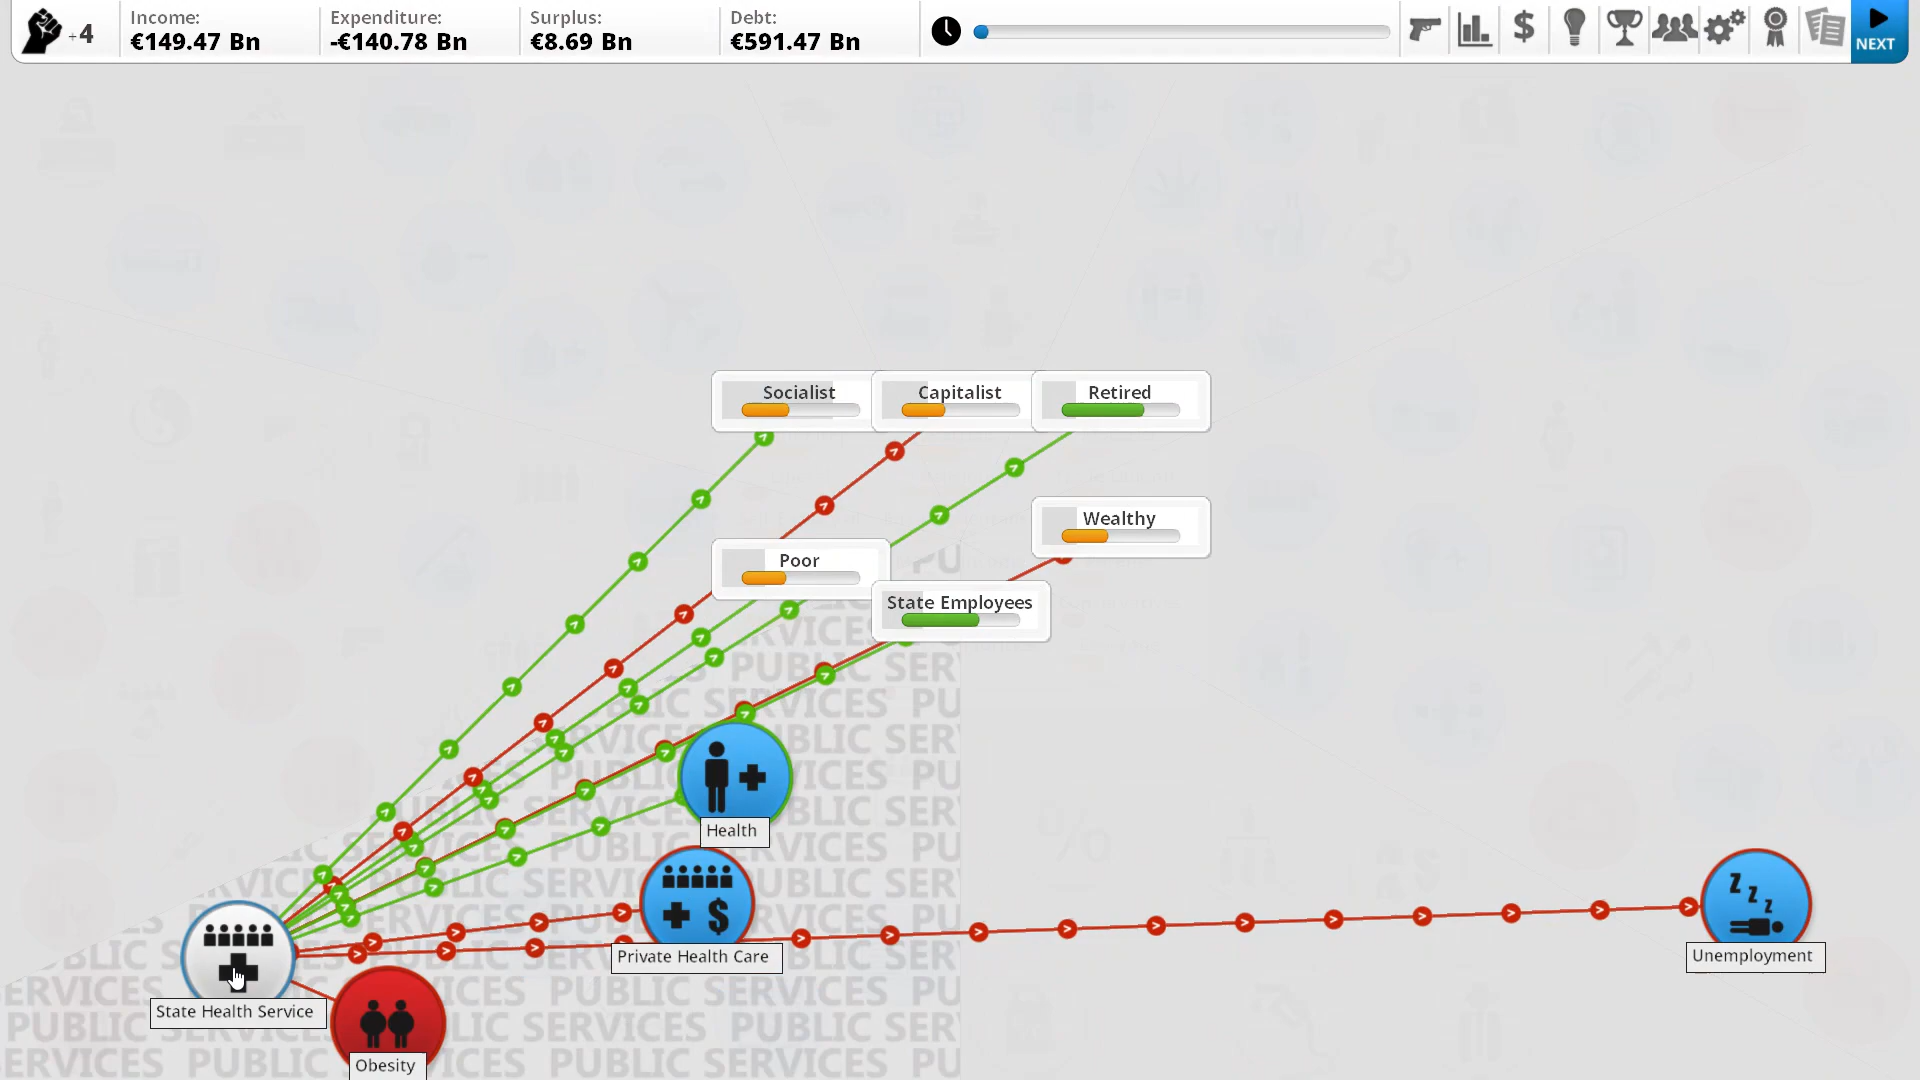 +4
Income:
€149.47 Bn
Expenditure:
-€140.78 Bn
Surplus:
€8.69 Bn
Debt:
€591.47 Bn
NEXT
Socialist
Capitalist
Retired
Wealthy
Poor
State Employees
Health
Private Health Care
Unemployment
State Health Service
Obesity
PUBLIC SERVICES